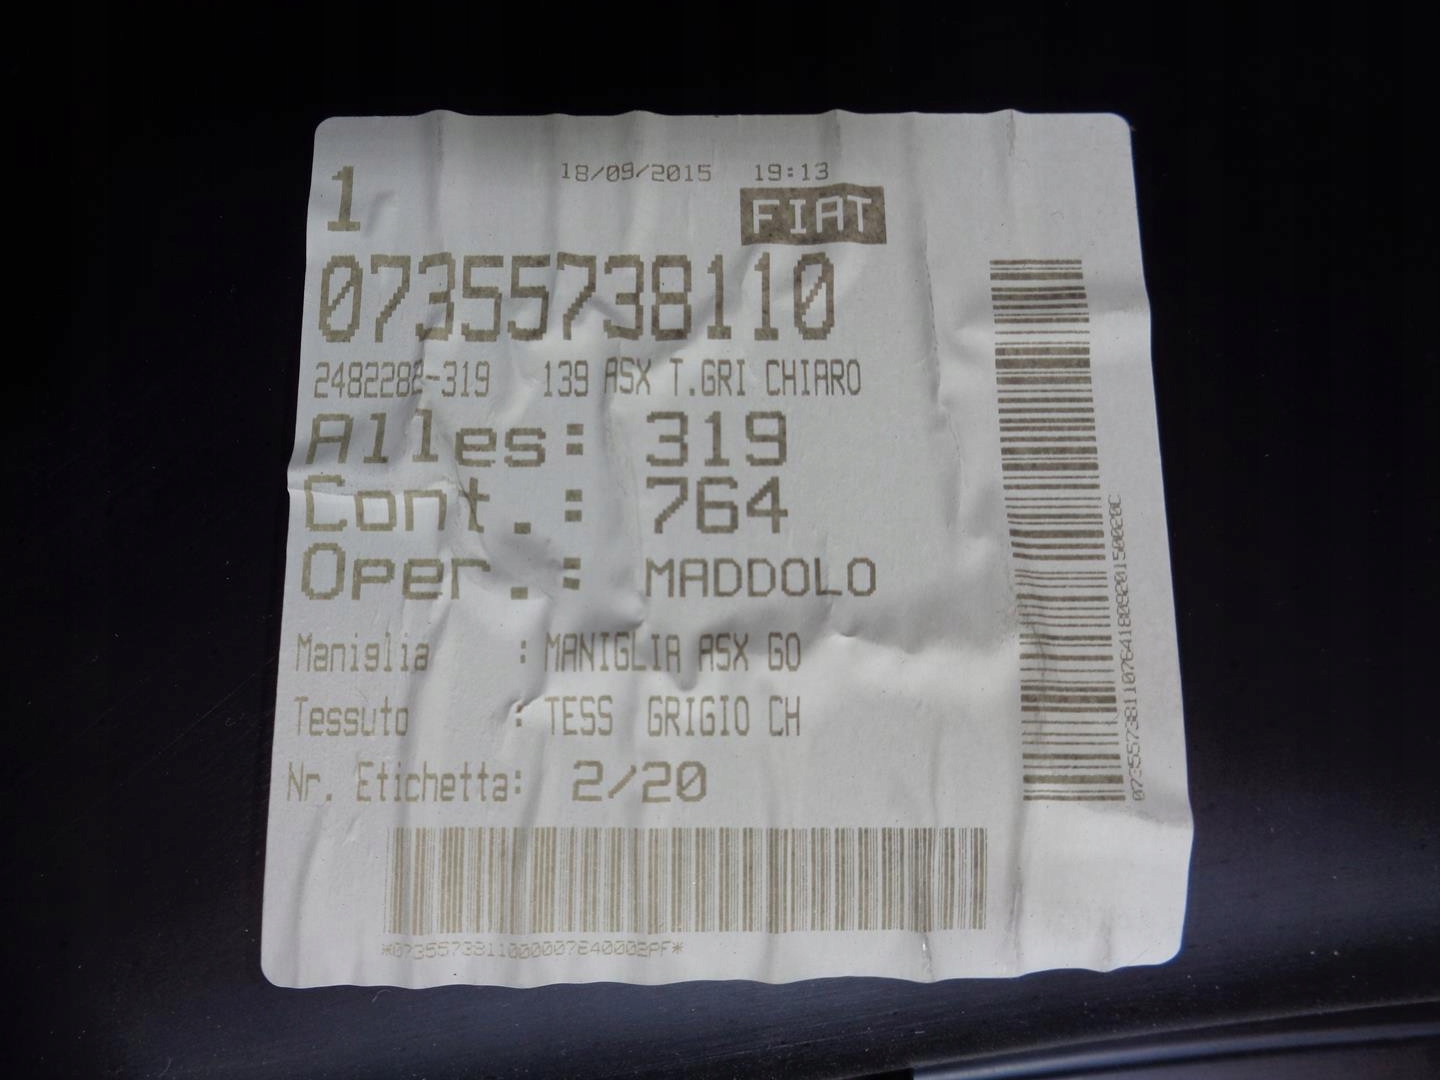 18/09/2015 19:13
1
FIAT
07355738110
2482282-319 139 ASX T.GRI CHIARO
Alles: 319
Cont.: 764
Oper.: MADDOLO
Maniglia : MANIGLIA ASX GO
Tessuto : TESS GRIGIO CH
Nr. Etichetta: 2/20